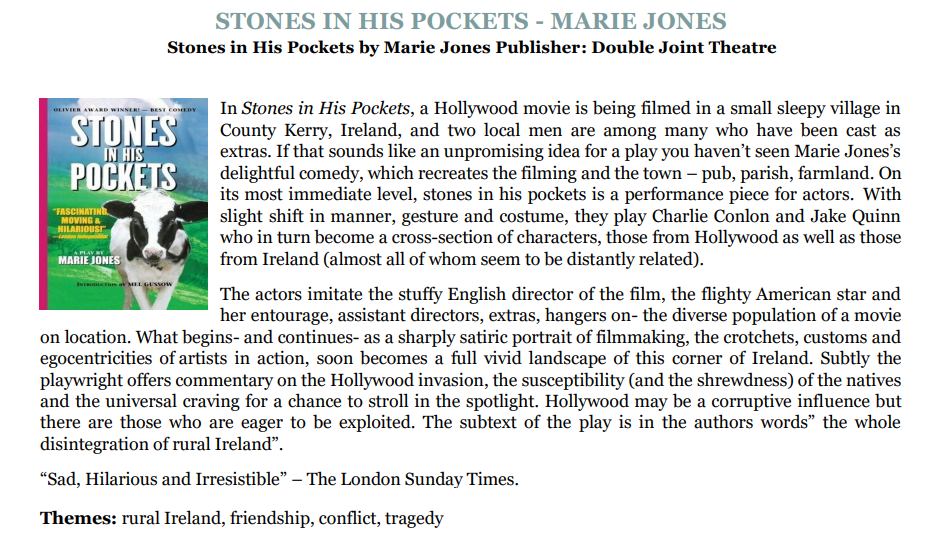 STONES IN HIS POCKETS - MARIE JONES
Stones in His Pockets by Marie Jones Publisher: Double Joint Theatre
OLIVIER AWARD WINNER! — BEST COMEDY
STONES
IN HIS
POCKETS
"FASCINATING,
MOVING &
HILARIOUS!"
—London Independent
A PLAY BY
MARIE JONES
INTRODUCTION BY MEL GUSSOW
In Stones in His Pockets, a Hollywood movie is being filmed in a small sleepy village in
County Kerry, Ireland, and two local men are among many who have been cast as
extras. If that sounds like an unpromising idea for a play you haven’t seen Marie Jones’s
delightful comedy, which recreates the filming and the town – pub, parish, farmland. On
its most immediate level, stones in his pockets is a performance piece for actors. With
slight shift in manner, gesture and costume, they play Charlie Conlon and Jake Quinn
who in turn become a cross-section of characters, those from Hollywood as well as those
from Ireland (almost all of whom seem to be distantly related).
The actors imitate the stuffy English director of the film, the flighty American star and
her entourage, assistant directors, extras, hangers on- the diverse population of a movie
on location. What begins- and continues- as a sharply satiric portrait of filmmaking, the crotchets, customs and
egocentricities of artists in action, soon becomes a full vivid landscape of this corner of Ireland. Subtly the
playwright offers commentary on the Hollywood invasion, the susceptibility (and the shrewdness) of the natives
and the universal craving for a chance to stroll in the spotlight. Hollywood may be a corruptive influence but
there are those who are eager to be exploited. The subtext of the play is in the authors words” the whole
disintegration of rural Ireland”.
“Sad, Hilarious and Irresistible” – The London Sunday Times.
Themes: rural Ireland, friendship, conflict, tragedy